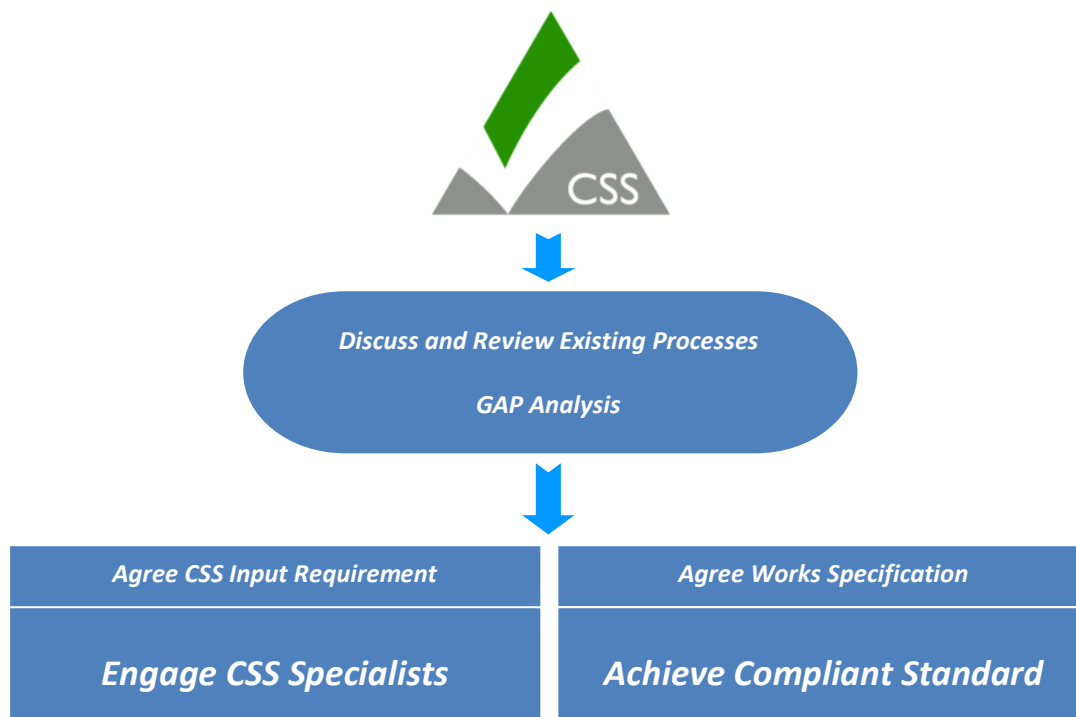 CSS
Discuss and Review Existing Processes
GAP Analysis
Agree CSS Input Requirement
Agree Works Specification
Engage CSS Specialists
Achieve Compliant Standard